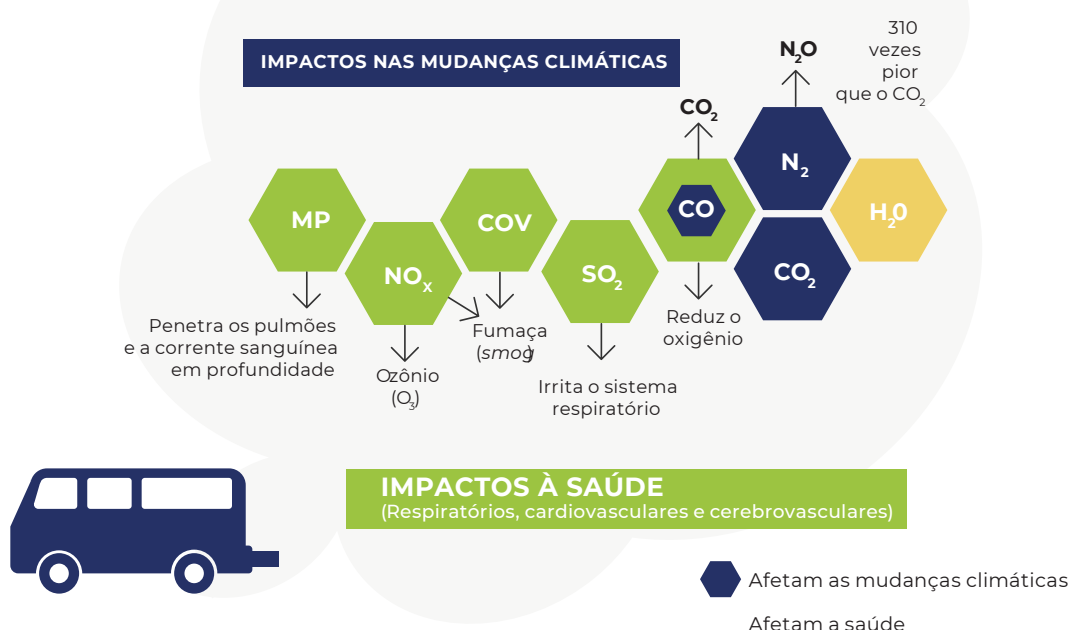 IMPACTOS NAS MUDANÇAS CLIMÁTICAS
310
vezes
pior
que o CO₂
N₂O
CO₂
N₂
MP
COV
CO
H₂0
NOₓ
SO₂
CO₂
Penetra os pulmões
e a corrente sanguínea
em profundidade
Fumaça
(smog)
Reduz o
oxigênio
Ozônio
(O₃)
Irrita o sistema
respiratório
IMPACTOS À SAÚDE
(Respiratórios, cardiovasculares e cerebrovasculares)
Afetam as mudanças climáticas
Afetam a saúde